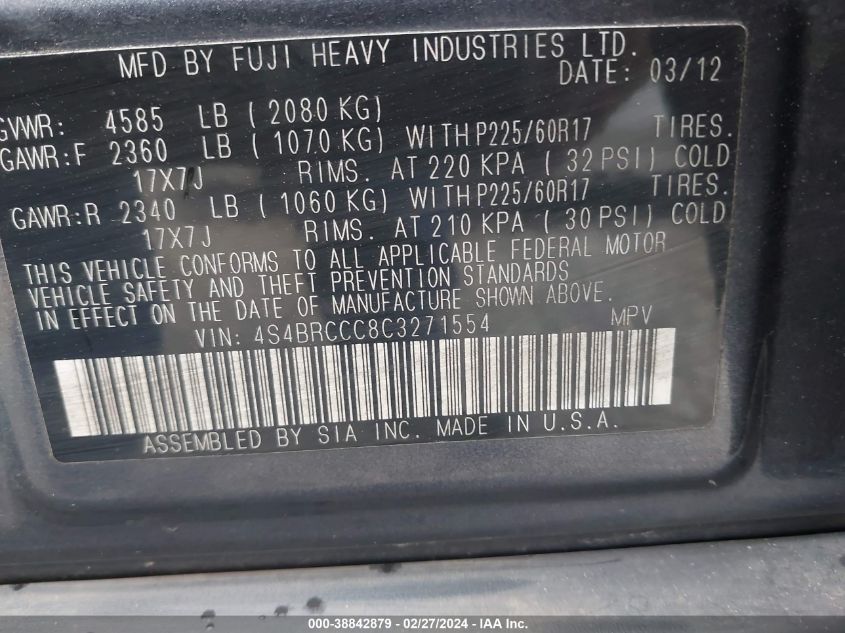 MFD BY FUJI HEAVY INDUSTRIES LTD.
DATE: 03/12
GVWR: 4585 LB ( 2080 KG)
GAWR:F 2360 LB ( 1070 KG) WITH P225/60R17 TIRES.
17X7J RIMS. AT 220 KPA ( 32 PSI) COLD
GAWR:R 2340 LB ( 1060 KG) WITH P225/60R17 TIRES.
17X7J RIMS. AT 210 KPA ( 30 PSI) COLD
THIS VEHICLE CONFORMS TO ALL APPLICABLE FEDERAL MOTOR
VEHICLE SAFETY AND THEFT PREVENTION STANDARDS
IN EFFECT ON THE DATE OF MANUFACTURE SHOWN ABOVE.
VIN: 4S4BRCCC8C3271554 MPV
ASSEMBLED BY SIA INC. MADE IN U.S.A.
000-38842879 - 02/27/2024 - IAA Inc.